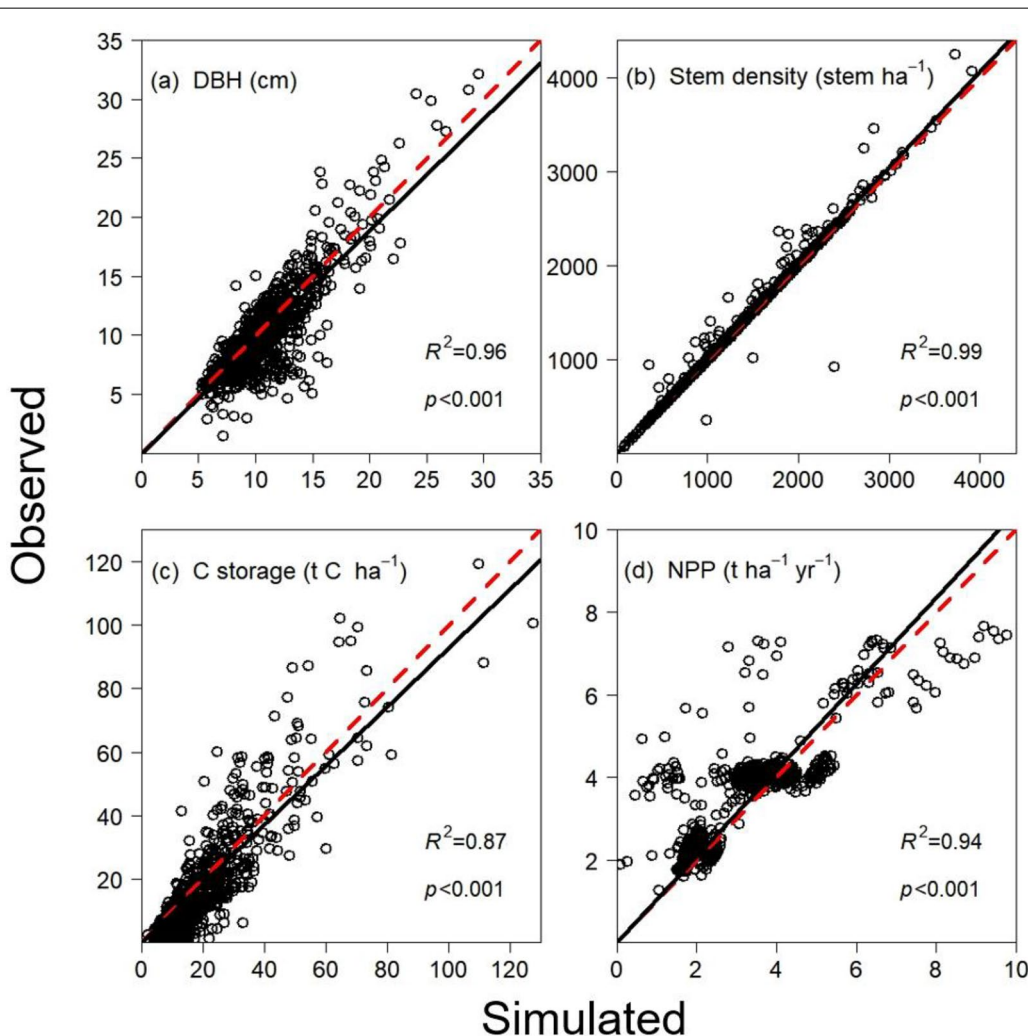 35
30
25
20
15
10
5
(a) DBH (cm)
R²=0.96
p<0.001
0 5 10 15 20 25 30 35
4000
3000
2000
1000
(b) Stem density (stem ha⁻¹)
R²=0.99
p<0.001
0 1000 2000 3000 4000
Observed
120
100
80
60
40
20
(c) C storage (t C ha⁻¹)
R²=0.87
p<0.001
0 20 40 60 80 100 120
10
8
6
4
2
(d) NPP (t ha⁻¹ yr⁻¹)
R²=0.94
p<0.001
0 2 4 6 8 10
Simulated